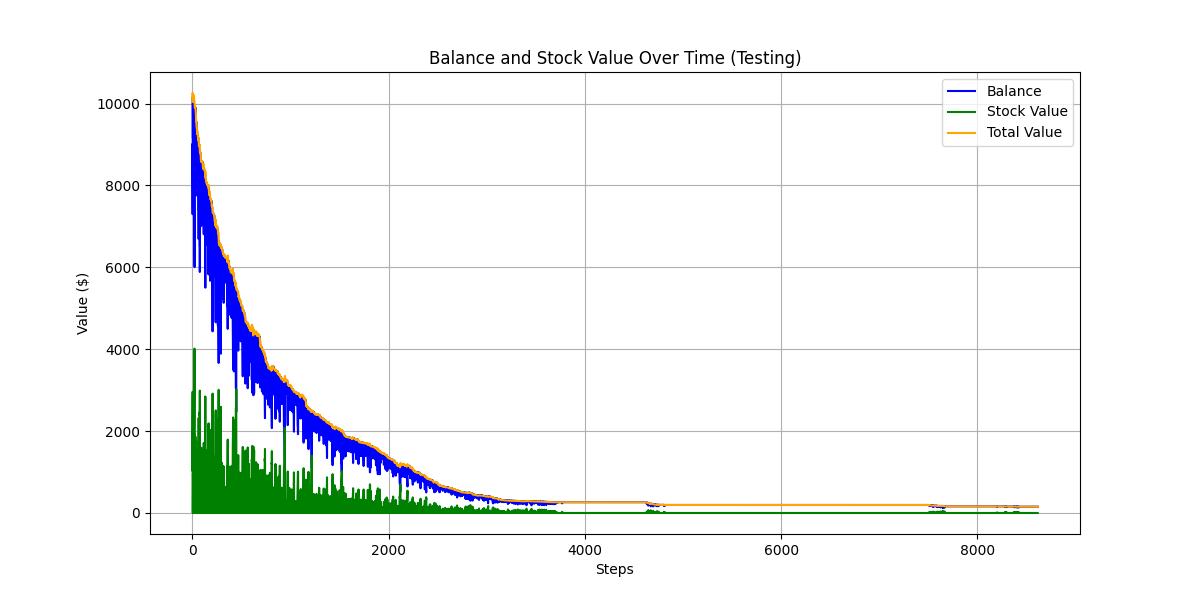 Balance and Stock Value Over Time (Testing)
Balance
Stock Value
Total Value
10000
8000
6000
4000
2000
0
Value ($)
0 2000 4000 6000 8000
Steps